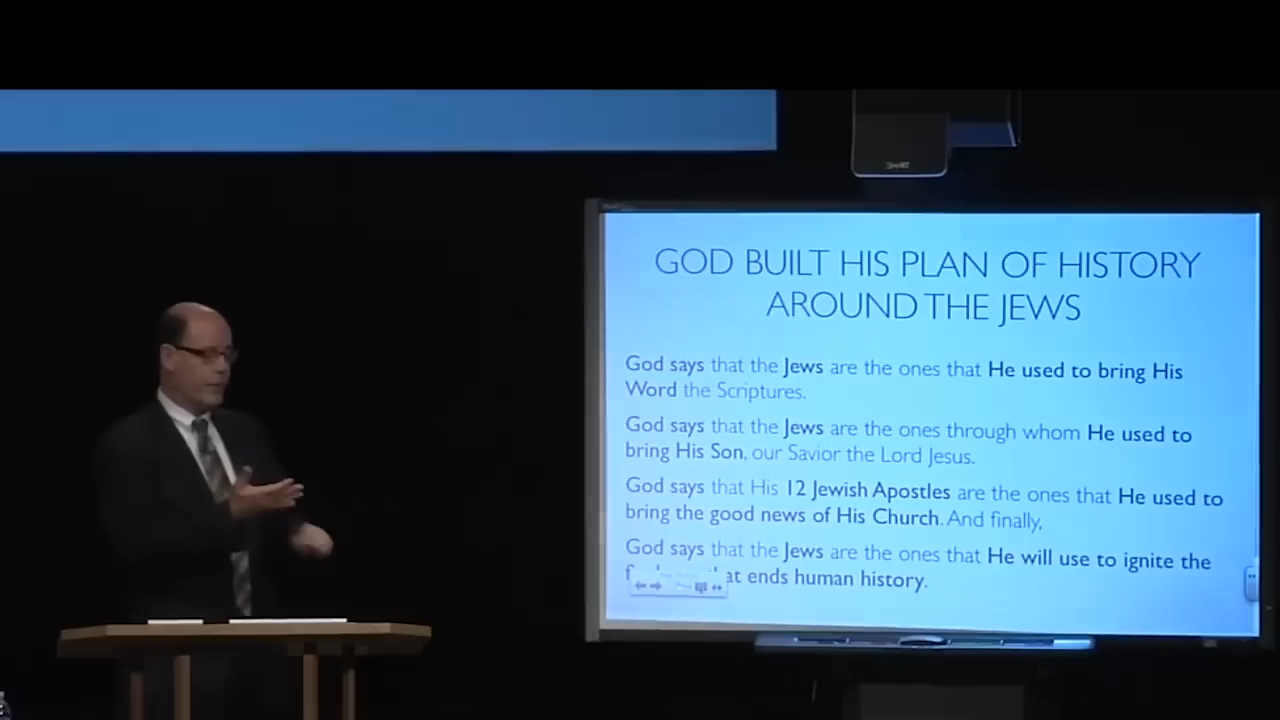 SMART
GOD BUILT HIS PLAN OF HISTORY
AROUND THE JEWS
God says that the Jews are the ones that He used to bring His
Word the Scriptures.
God says that the Jews are the ones through whom He used to
bring His Son, our Savior the Lord Jesus.
God says that His 12 Jewish Apostles are the ones that He used to
bring the good news of His Church. And finally,
God says that the Jews are the ones that He will use to ignite the
ends human history.